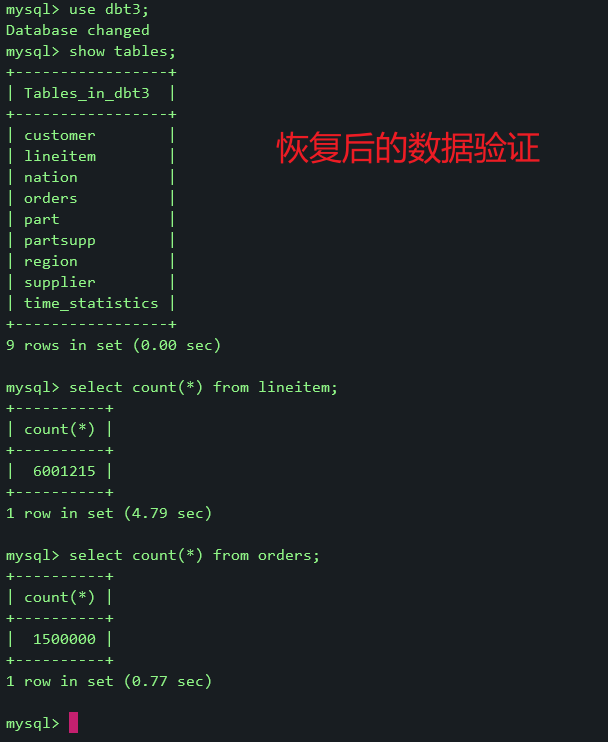 mysql> use dbt3;
Database changed
mysql> show tables;
+-----------------+
| Tables_in_dbt3  |
+-----------------+
| customer        |
恢复后的数据验证
| lineitem        |
| nation          |
| orders          |
| part            |
| partsupp        |
| region          |
| supplier        |
| time_statistics |
+-----------------+
9 rows in set (0.00 sec)

mysql> select count(*) from lineitem;
+----------+
| count(*) |
+----------+
|  6001215 |
+----------+
1 row in set (4.79 sec)

mysql> select count(*) from orders;
+----------+
| count(*) |
+----------+
|  1500000 |
+----------+
1 row in set (0.77 sec)

mysql>